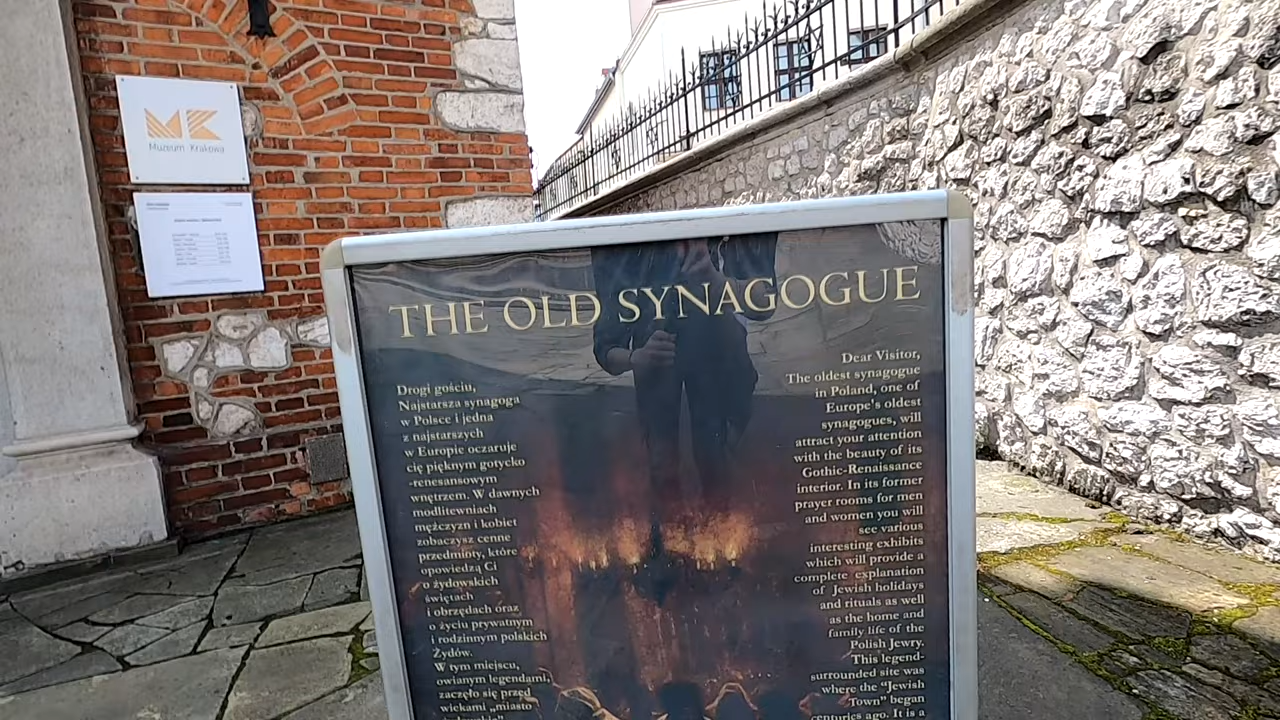 Muzeum Krakowa
THE OLD SYNAGOGUE
Drogi gościu,
Najstarsza synagoga
w Polsce i jedna
z najstarszych
w Europie oczaruje
cię pięknym gotycko
-renesansowym
wnętrzem. W dawnych
modlitewniach
mężczyzn i kobiet
zobaczysz cenne
przedmioty, które
opowiedzą Ci
o żydowskich
świętach
i obrzędach oraz
o życiu prywatnym
i rodzinnym polskich
Żydów.
W tym miejscu,
owianym legendami,
zaczęło się przed
wiekami „miasto
Dear Visitor,
The oldest synagogue
in Poland, one of
Europe's oldest
synagogues, will
attract your attention
with the beauty of its
Gothic-Renaissance
interior. In its former
prayer rooms for men
and women you will
see various
interesting exhibits
which will provide a
complete explanation
of Jewish holidays
and rituals as well
as the home and
family life of the
Polish Jewry.
This legend-
surrounded site was
where the “Jewish
Town” began
centuries ago. It is a